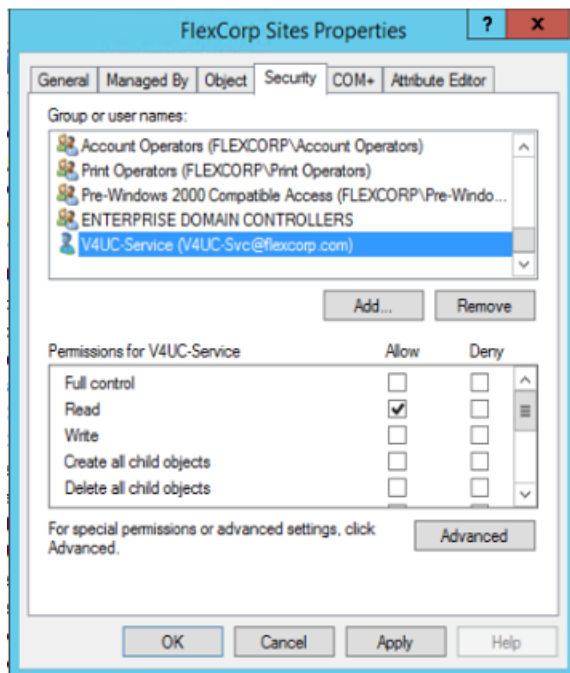 FlexCorp Sites Properties
? x
General Managed By Object Security COM+ Attribute Editor
Group or user names:
Account Operators (FLEXCORP\Account Operators)
Print Operators (FLEXCORP\Print Operators)
Pre-Windows 2000 Compatible Access (FLEXCORP\Pre-Windo...
ENTERPRISE DOMAIN CONTROLLERS
V4UC-Service (V4UC-Svc@flexcorp.com)
Add... Remove
Permissions for V4UC-Service Allow Deny
Full control
Read
Write
Create all child objects
Delete all child objects
For special permissions or advanced settings, click
Advanced.
Advanced
OK Cancel Apply Help